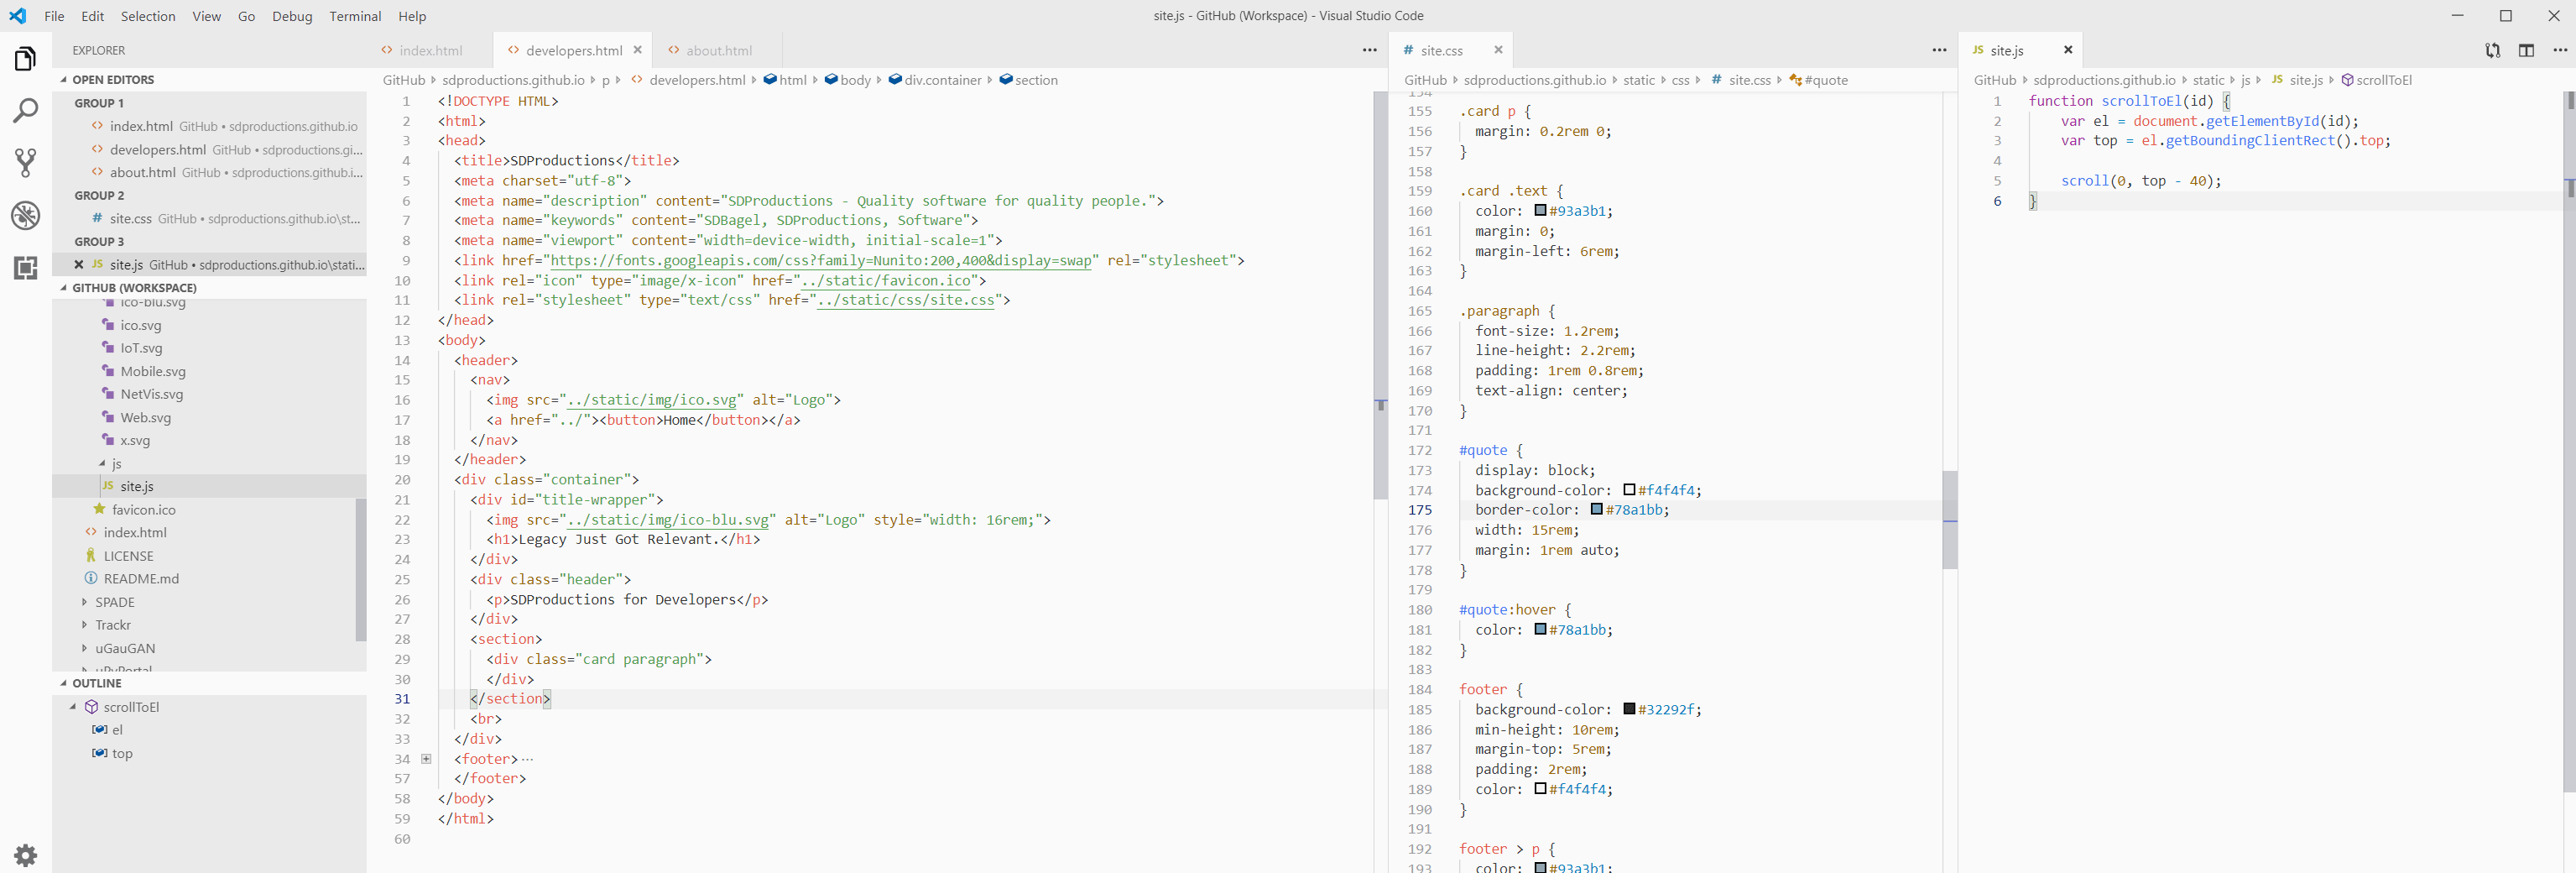 File Edit Selection View Go Debug Terminal Help
site.js - GitHub (Workspace) - Visual Studio Code
EXPLORER
OPEN EDITORS
GROUP 1
index.html GitHub • sdproductions.github.io
developers.html GitHub • sdproductions.gi...
about.html GitHub • sdproductions.github.i...
GROUP 2
site.css GitHub • sdproductions.github.io\st...
GROUP 3
JS site.js GitHub • sdproductions.github.io\stati...
GITHUB (WORKSPACE)
ico-blu.svg
ico.svg
IoT.svg
Mobile.svg
NetVis.svg
Web.svg
x.svg
js
JS site.js
favicon.ico
index.html
LICENSE
README.md
SPADE
Trackr
uGauGAN
uPyPortal
OUTLINE
scrollToEl
el
top
index.html
developers.html
about.html
GitHub sdproductions.github.io p developers.html html body div.container section
1 <!DOCTYPE HTML>
2 <html>
3 <head>
4 <title>SDProductions</title>
5 <meta charset="utf-8">
6 <meta name="description" content="SDProductions - Quality software for quality people.">
7 <meta name="keywords" content="SDBagel, SDProductions, Software">
8 <meta name="viewport" content="width=device-width, initial-scale=1">
9 <link href="https://fonts.googleapis.com/css?family=Nunito:200,400&display=swap" rel="stylesheet">
10 <link rel="icon" type="image/x-icon" href="../static/favicon.ico">
11 <link rel="stylesheet" type="text/css" href="../static/css/site.css">
12 </head>
13 <body>
14 <header>
15 <nav>
16 <img src="../static/img/ico.svg" alt="Logo">
17 <a href="../"><button>Home</button></a>
18 </nav>
19 </header>
20 <div class="container">
21 <div id="title-wrapper">
22 <img src="../static/img/ico-blu.svg" alt="Logo" style="width: 16rem;">
23 <h1>Legacy Just Got Relevant.</h1>
24 </div>
25 <div class="header">
26 <p>SDProductions for Developers</p>
27 </div>
28 <section>
29 <div class="card paragraph">
30 </div>
31 </section>
32 <br>
33 </div>
34 <footer>...
57 </footer>
58 </body>
59 </html>
60
# site.css
GitHub sdproductions.github.io static css # site.css #quote
154
155 .card p {
156 margin: 0.2rem 0;
157 }
158
159 .card .text {
160 color: #93a3b1;
161 margin: 0;
162 margin-left: 6rem;
163 }
164
165 .paragraph {
166 font-size: 1.2rem;
167 line-height: 2.2rem;
168 padding: 1rem 0.8rem;
169 text-align: center;
170 }
171
172 #quote {
173 display: block;
174 background-color: #f4f4f4;
175 border-color: #78a1bb;
176 width: 15rem;
177 margin: 1rem auto;
178 }
179
180 #quote:hover {
181 color: #78a1bb;
182 }
183
184 footer {
185 background-color: #32292f;
186 min-height: 10rem;
187 margin-top: 5rem;
188 padding: 2rem;
189 color: #f4f4f4;
190 }
191
192 footer > p {
193 color: #93a3b1;
JS site.js
GitHub sdproductions.github.io static js JS site.js scrollToEl
1 function scrollToEl(id) {
2 var el = document.getElementById(id);
3 var top = el.getBoundingClientRect().top;
4
5 scroll(0, top - 40);
6 }